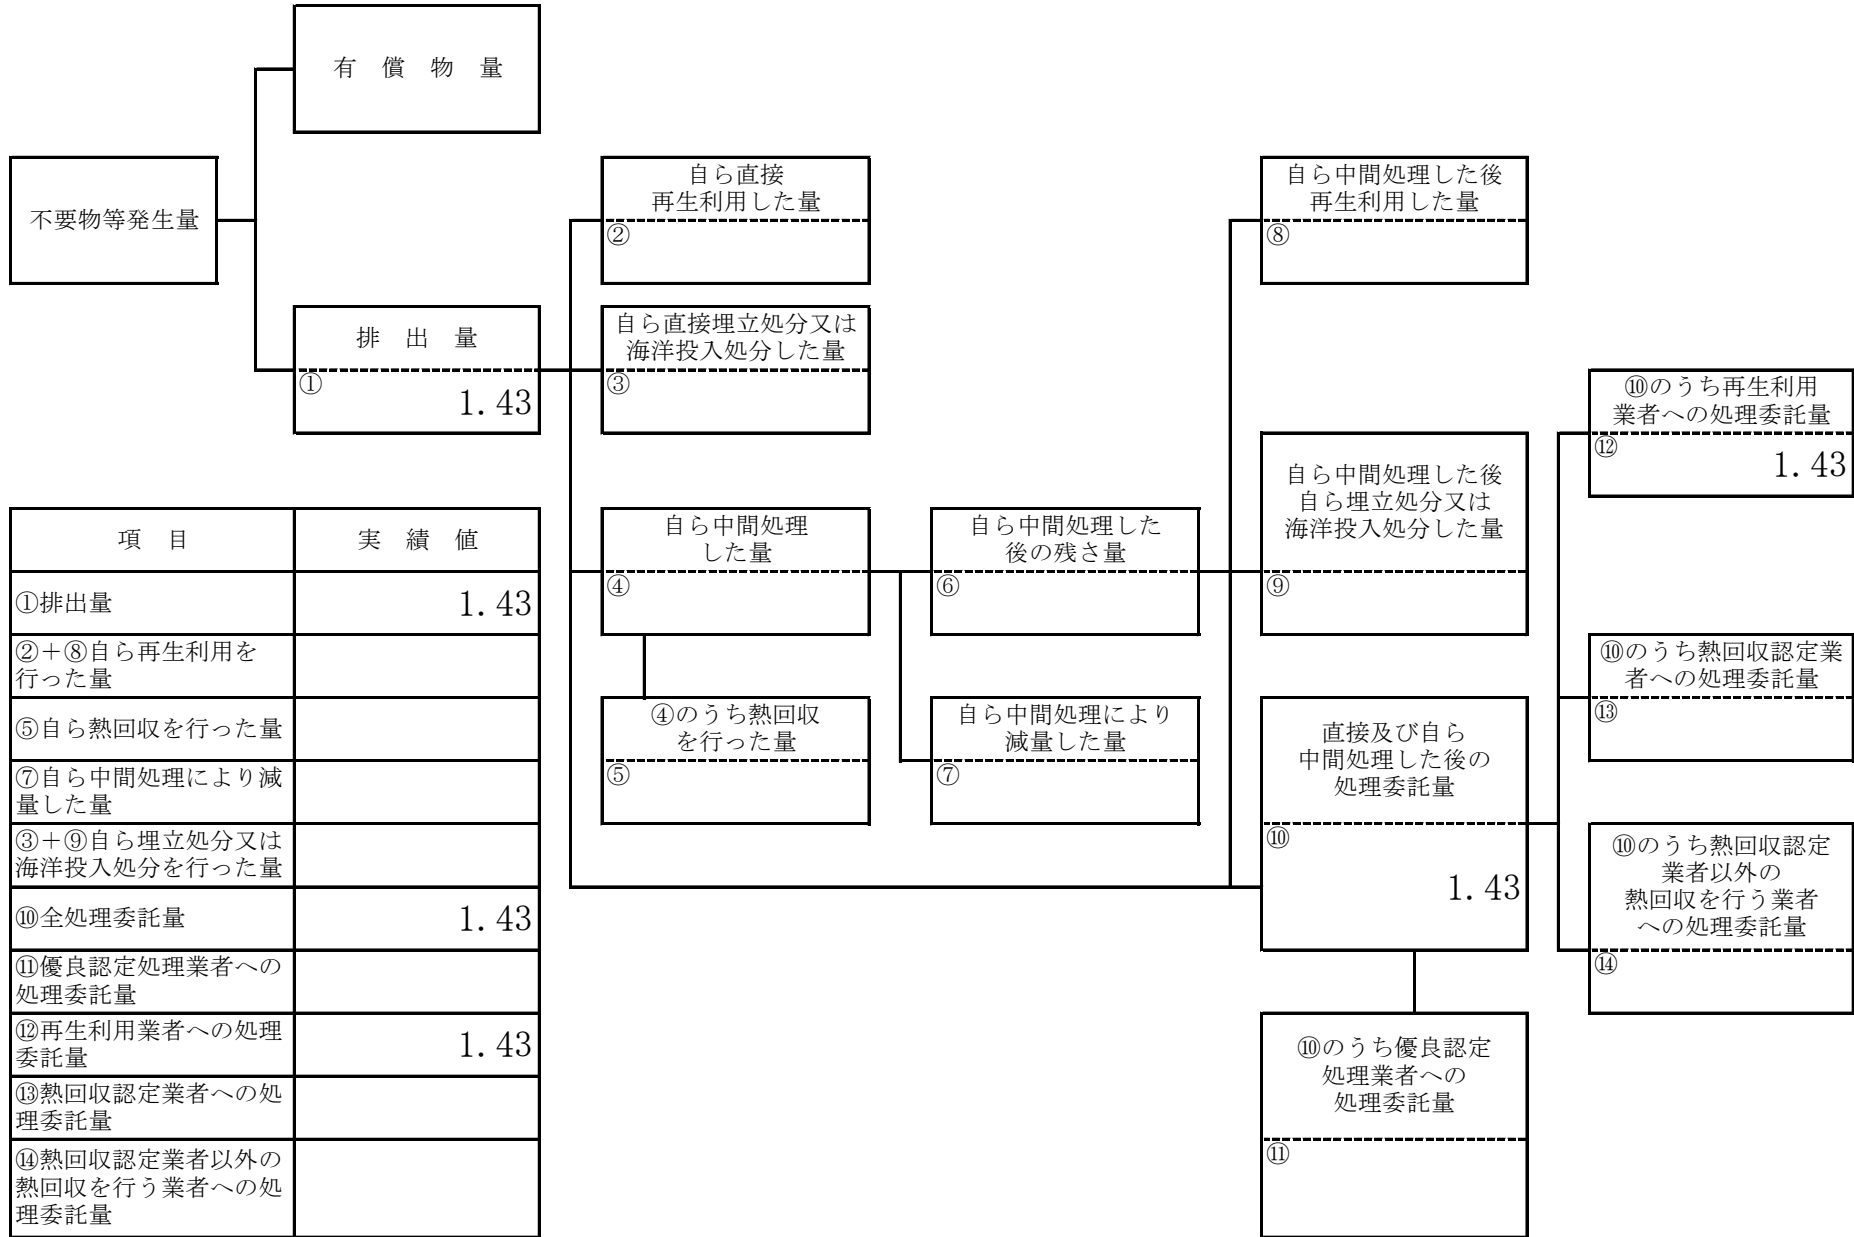 有 償 物 量
不要物等発生量
排 出 量
①
1.43
自ら直接
再生利用した量
②
自ら直接埋立処分又は
海洋投入処分した量
③
自ら中間処理
した量
④
④のうち熱回収
を行った量
⑤
自ら中間処理した
後の残さ量
⑥
自ら中間処理により
減量した量
⑦
自ら中間処理した後
再生利用した量
⑧
自ら中間処理した後
自ら埋立処分又は
海洋投入処分した量
⑨
直接及び自ら
中間処理した後の
処理委託量
⑩
1.43
⑩のうち優良認定
処理業者への
処理委託量
⑪
⑩のうち再生利用
業者への処理委託量
⑫
1.43
⑩のうち熱回収認定業
者への処理委託量
⑬
⑩のうち熱回収認定
業者以外の
熱回収を行う業者
への処理委託量
⑭
項 目 実 績 値
①排出量 1.43
②+⑧自ら再生利用を
行った量
⑤自ら熱回収を行った量
⑦自ら中間処理により減
量した量
③+⑨自ら埋立処分又は
海洋投入処分を行った量
⑩全処理委託量 1.43
⑪優良認定処理業者への
処理委託量
⑫再生利用業者への処理
委託量 1.43
⑬熱回収認定業者への処
理委託量
⑭熱回収認定業者以外の
熱回収を行う業者への処
理委託量